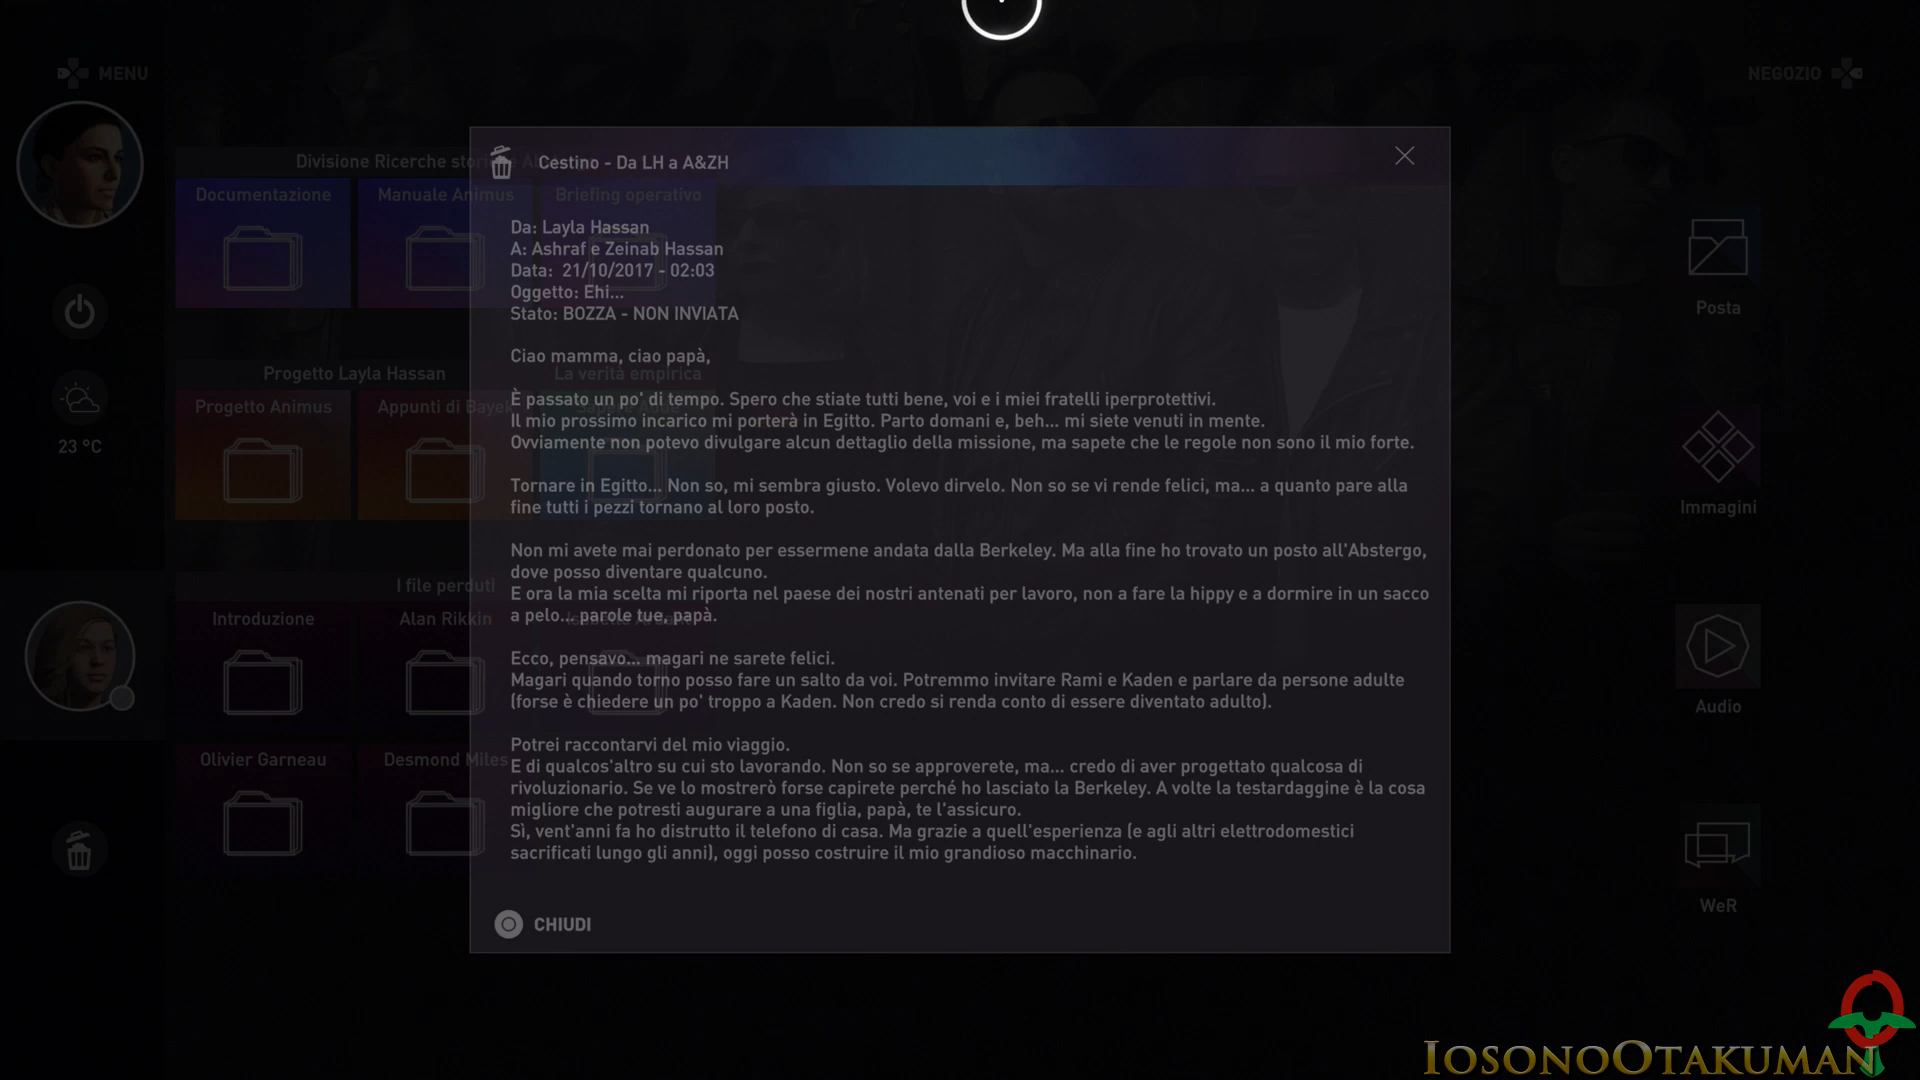 MENU
NEGOZIO
Divisione Ricerche
Cestino - Da LH a A&ZH
Documentazione
Manuale Animus
Briefing operativo
Da: Layla Hassan
A: Ashraf e Zeinab Hassan
Data: 21/10/2017 - 02:03
Oggetto: Ehi...
Stato: BOZZA - NON INVIATA
Posta
Ciao mamma, ciao papà,
Progetto Layla Hassan
La verità empirica
Progetto Animus
Appunti di Bayek
È passato un po' di tempo. Spero che stiate tutti bene, voi e i miei fratelli iperprotettivi.
Il mio prossimo incarico mi porterà in Egitto. Parto domani e, beh... mi siete venuti in mente.
Ovviamente non potevo divulgare alcun dettaglio della missione, ma sapete che le regole non sono il mio forte.
23 °C
Tornare in Egitto... Non so, mi sembra giusto. Volevo dirvelo. Non so se vi rende felici, ma... a quanto pare alla
fine tutti i pezzi tornano al loro posto.
Immagini
Non mi avete mai perdonato per essermene andata dalla Berkeley. Ma alla fine ho trovato un posto all'Abstergo,
dove posso diventare qualcuno.
E ora la mia scelta mi riporta nel paese dei nostri antenati per lavoro, non a fare la hippy e a dormire in un sacco
a pelo... parole tue, papà.
I file perduti
Introduzione
Alan Rikkin
Ecco, pensavo... magari ne sarete felici.
Magari quando torno posso fare un salto da voi. Potremmo invitare Rami e Kaden e parlare da persone adulte
(forse è chiedere un po' troppo a Kaden. Non credo si renda conto di essere diventato adulto).
Audio
Potrei raccontarvi del mio viaggio.
E di qualcos'altro su cui sto lavorando. Non so se approverete, ma... credo di aver progettato qualcosa di
rivoluzionario. Se ve lo mostrerò forse capirete perché ho lasciato la Berkeley. A volte la testardaggine è la cosa
migliore che potresti augurare a una figlia, papà, te l'assicuro.
Sì, vent'anni fa ho distrutto il telefono di casa. Ma grazie a quell'esperienza (e agli altri elettrodomestici
sacrificati lungo gli anni), oggi posso costruire il mio grandioso macchinario.
Olivier Garneau
Desmond Miles
WeR
CHIUDI
IOSONOOTAKUMAN